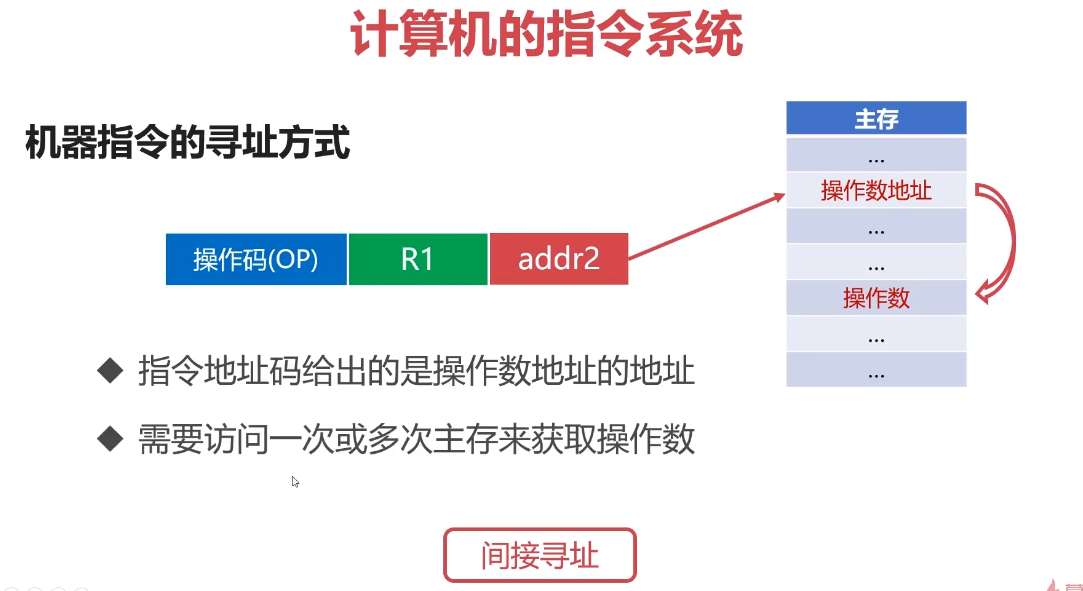 计算机的指令系统
机器指令的寻址方式
主存
...
操作数地址
...
...
操作数
...
...
操作码(OP)
R1
addr2
◆ 指令地址码给出的是操作数地址的地址
◆ 需要访问一次或多次主存来获取操作数
间接寻址